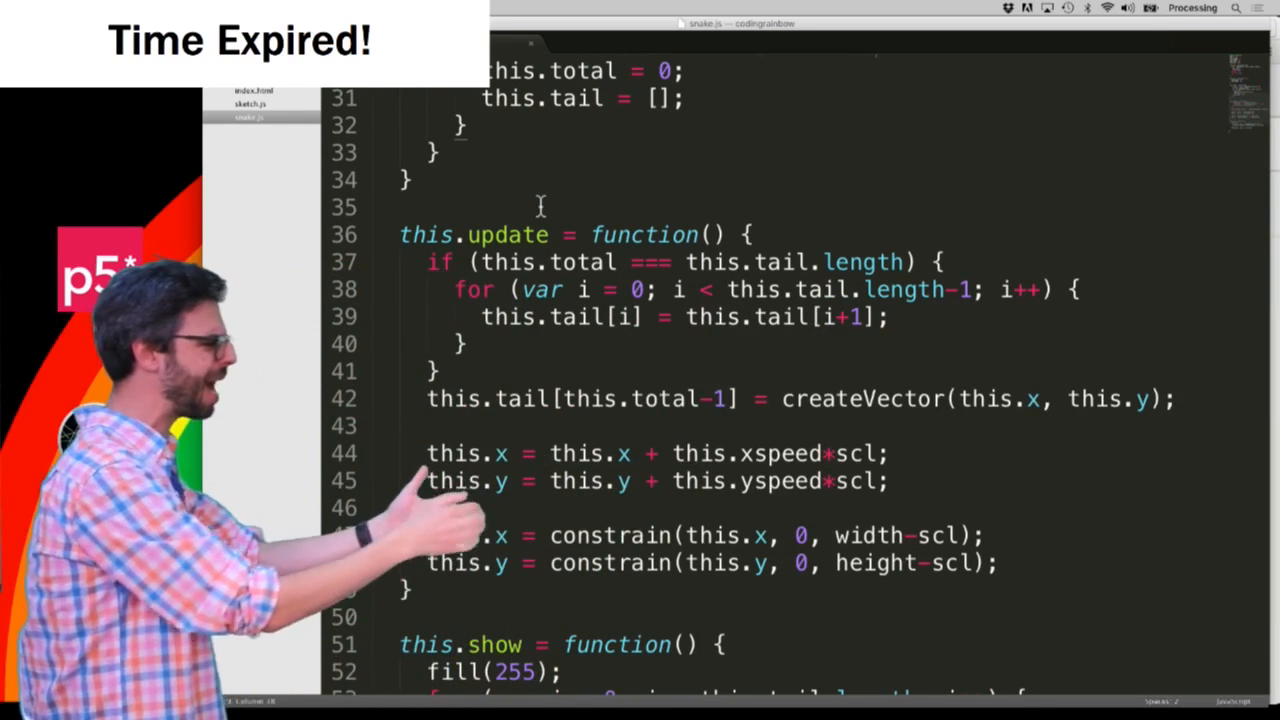 Time Expired!
Processing
snake.js — codingrainbow
index.html
sketch.js
snake.js
p5*
this.total = 0;
31 this.tail = [];
32 }
33 }
34 }
35
36 this.update = function() {
37 if (this.total === this.tail.length) {
38 for (var i = 0; i < this.tail.length-1; i++) {
39 this.tail[i] = this.tail[i+1];
40 }
41 }
42 this.tail[this.total-1] = createVector(this.x, this.y);
43
44 this.x = this.x + this.xspeed*scl;
45 this.y = this.y + this.yspeed*scl;
46
.x = constrain(this.x, 0, width-scl);
this.y = constrain(this.y, 0, height-scl);
}
50
51 this.show = function() {
52 fill(255);
Spaces: 2
JavaScript